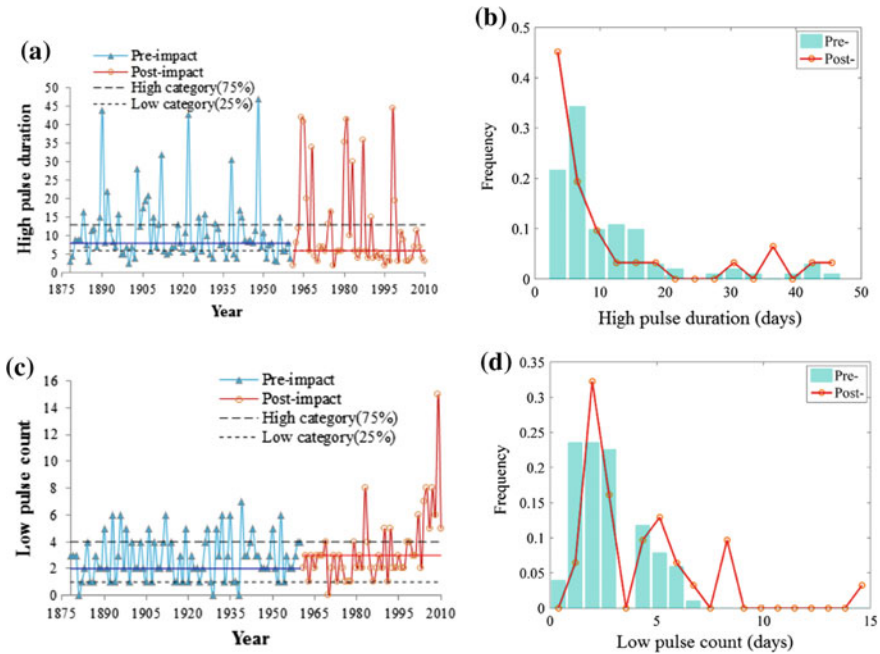 (a)
Pre-impact
Post-impact
High category(75%)
Low category(25%)
High pulse duration
50
45
40
35
30
25
20
15
10
5
0
1875 1890 1905 1920 1935 1950 1965 1980 1995 2010
Year
(b)
Pre-
Post-
Frequency
0.5
0.4
0.3
0.2
0.1
0
0 10 20 30 40 50
High pulse duration (days)
(c)
Pre-impact
Post-impact
High category(75%)
Low category(25%)
Low pulse count
16
14
12
10
8
6
4
2
0
1875 1890 1905 1920 1935 1950 1965 1980 1995 2010
Year
(d)
Pre-
Post-
Frequency
0.35
0.3
0.25
0.2
0.15
0.1
0.05
0
0 5 10 15
Low pulse count (days)